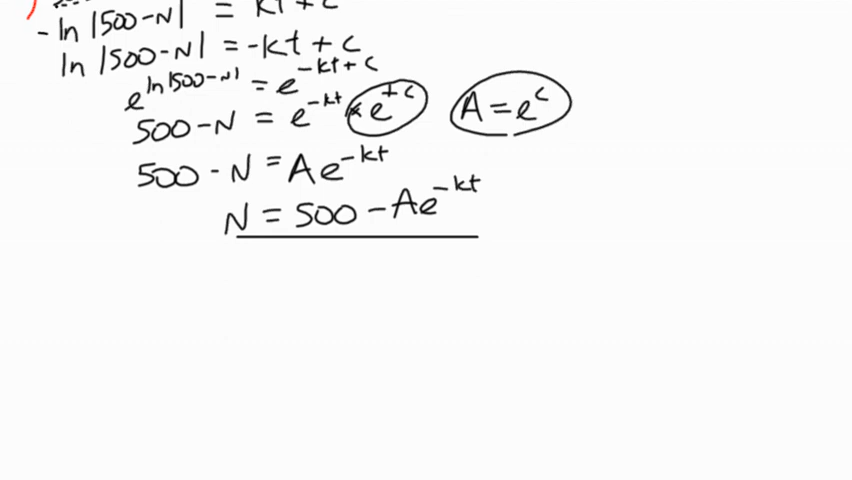 -ln |500-N| = kt + c
ln |500-N| = -kt + c
e^{ln|500-N|} = e^{-kt+c}
500-N = e^{-kt} × e^{+c} A = e^c
500 - N = Ae^{-kt}
N = 500 - Ae^{-kt}